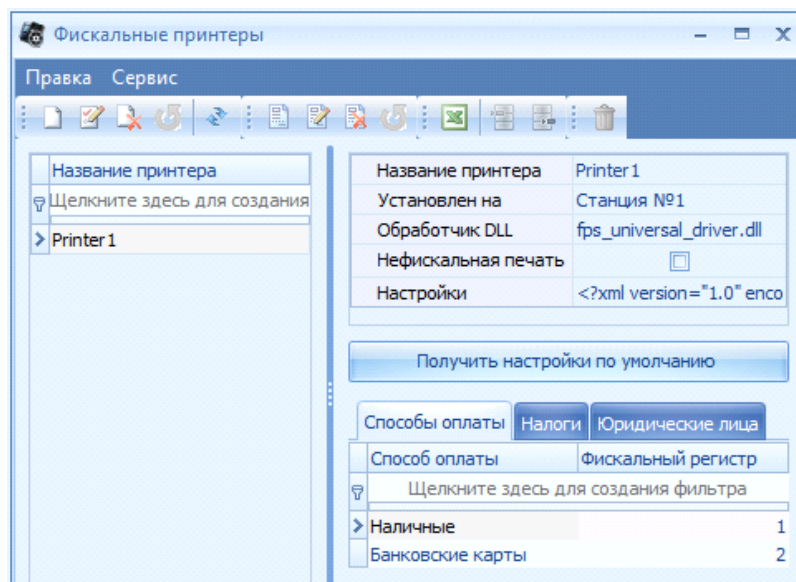 Фискальные принтеры
Правка Сервис
Название принтера
Щелкните здесь для создания
Printer1
Название принтера Printer1
Установлен на Станция №1
Обработчик DLL fps_universal_driver.dll
Нефискальная печать
Настройки <?xml version="1.0" enco
Получить настройки по умолчанию
Способы оплаты Налоги Юридические лица
Способ оплаты Фискальный регистр
Щелкните здесь для создания фильтра
Наличные 1
Банковские карты 2